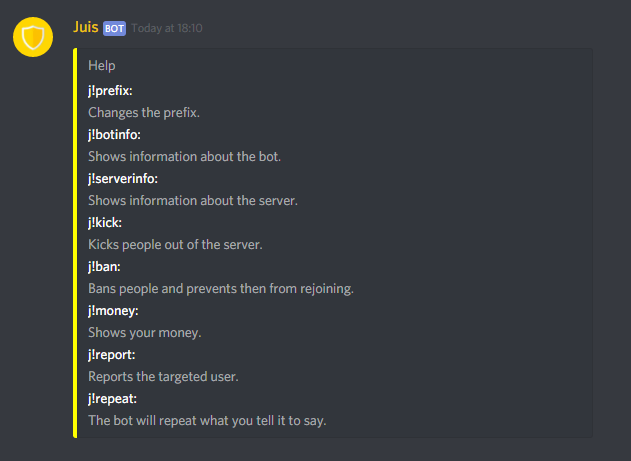 Juis BOT Today at 18:10
Help
j!prefix:
Changes the prefix.
j!botinfo:
Shows information about the bot.
j!serverinfo:
Shows information about the server.
j!kick:
Kicks people out of the server.
j!ban:
Bans people and prevents then from rejoining.
j!money:
Shows your money.
j!report:
Reports the targeted user.
j!repeat:
The bot will repeat what you tell it to say.